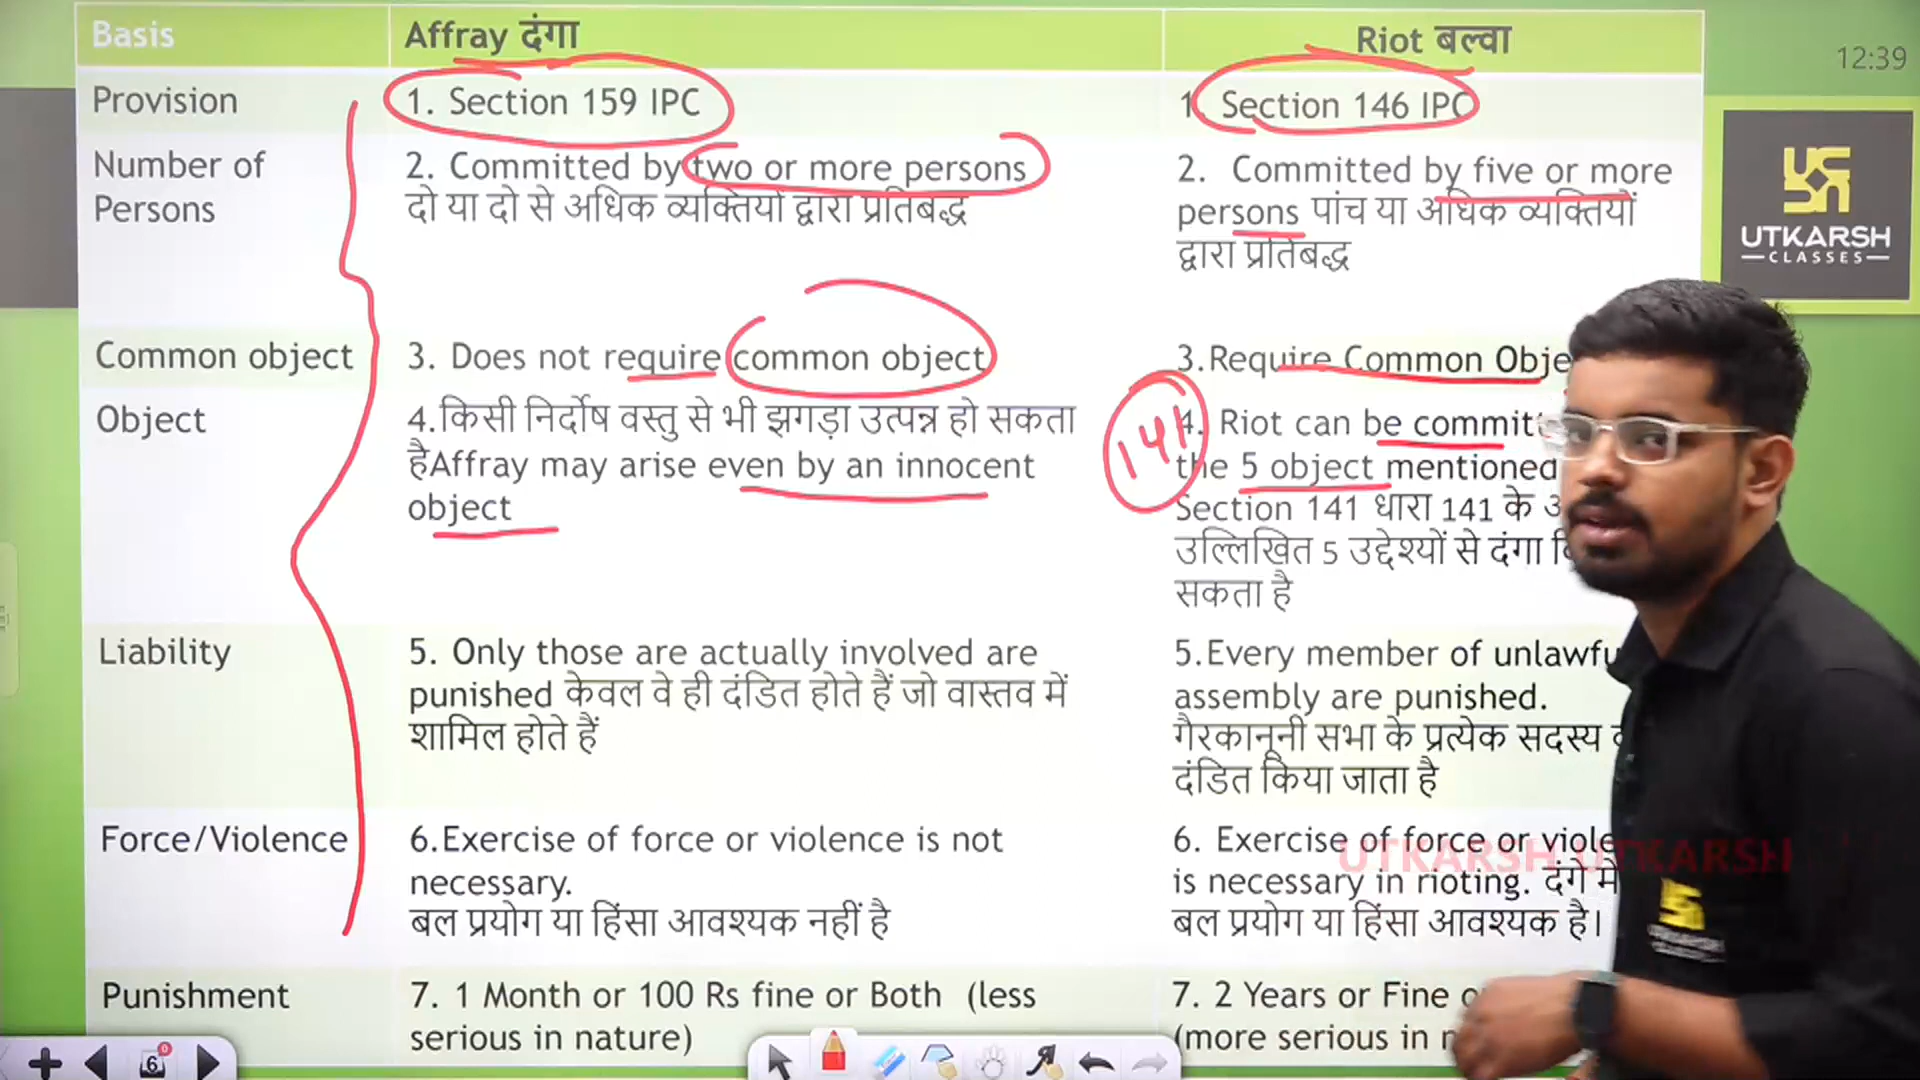 Basis
Affray दंगा
Riot बल्वा
12:39
Provision
1. Section 159 IPC
1. Section 146 IPC
Number of
Persons
2. Committed by two or more persons
दो या दो से अधिक व्यक्तियों द्वारा प्रतिबद्ध
2. Committed by five or more
persons पांच या अधिक व्यक्तियों
द्वारा प्रतिबद्ध
UTKARSH
CLASSES
Common object
3. Does not require common object
3.Require Common Obje
Object
4.किसी निर्दोष वस्तु से भी झगड़ा उत्पन्न हो सकता
हैAffray may arise even by an innocent
object
141
4. Riot can be committ
the 5 object mentioned
Section 141 धारा 141 के
उल्लिखित 5 उद्देश्यों से दंगा
सकता है
Liability
5. Only those are actually involved are
punished केवल वे ही दंडित होते हैं जो वास्तव में
शामिल होते हैं
5.Every member of unlawfu
assembly are punished.
गैरकानूनी सभा के प्रत्येक सदस्य
दंडित किया जाता है
Force/Violence
6.Exercise of force or violence is not
necessary.
बल प्रयोग या हिंसा आवश्यक नहीं है
6. Exercise of force or viole
is necessary in rioting. दंगे में
बल प्रयोग या हिंसा आवश्यक है।
UTKARSH UTKARSH
Punishment
7. 1 Month or 100 Rs fine or Both (less
serious in nature)
7. 2 Years or Fine o
(more serious in n
6